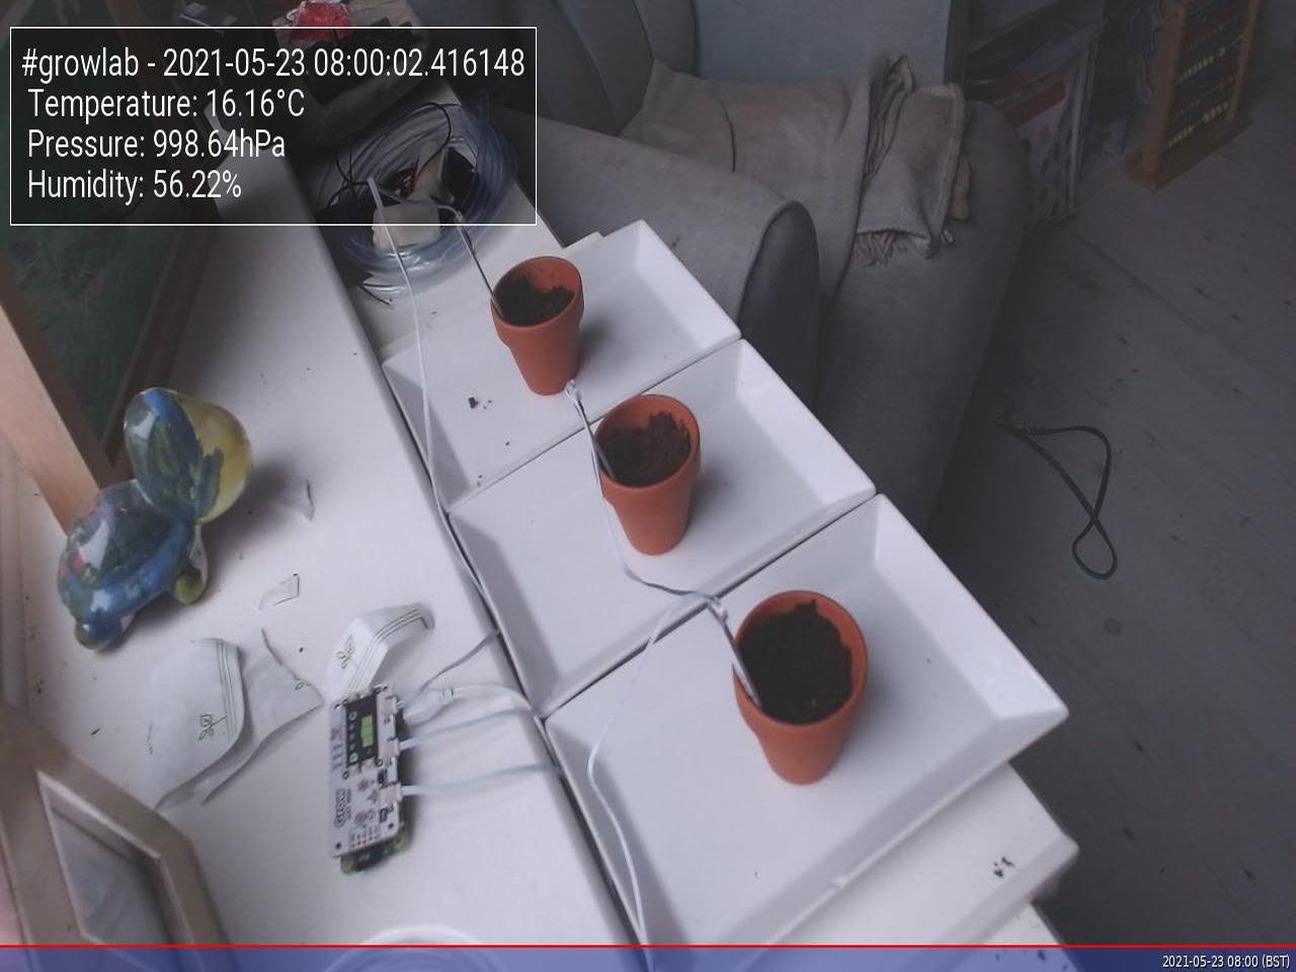 #growlab - 2021-05-23 08:00:02.416148
Temperature: 16.16°C
Pressure: 998.64hPa
Humidity: 56.22%
2021-05-23 08:00 (BST)